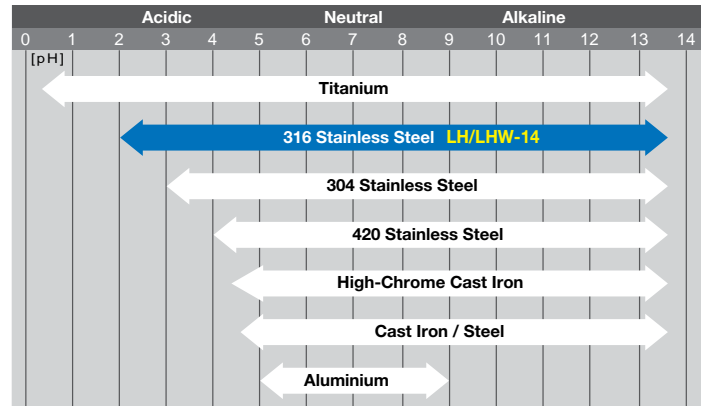 Acidic Neutral Alkaline
0 1 2 3 4 5 6 7 8 9 10 11 12 13 14
[pH]
Titanium
316 Stainless Steel LH/LHW-14
304 Stainless Steel
420 Stainless Steel
High-Chrome Cast Iron
Cast Iron / Steel
Aluminium